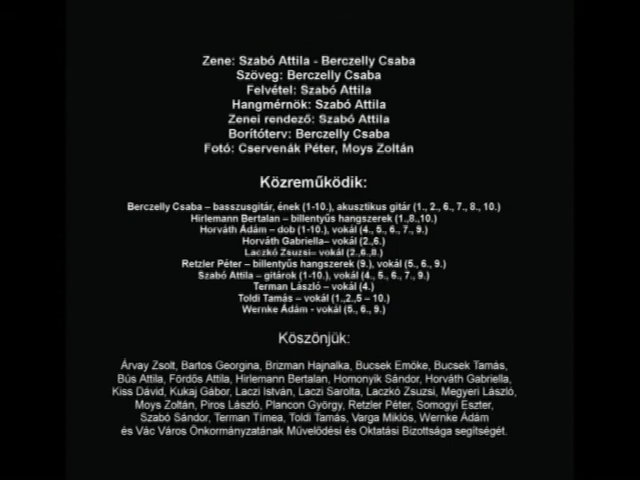 Zene: Szabó Attila - Berczelly Csaba
Szöveg: Berczelly Csaba
Felvétel: Szabó Attila
Hangmérnök: Szabó Attila
Zenei rendező: Szabó Attila
Borítóterv: Berczelly Csaba
Fotó: Cservenák Péter, Moys Zoltán
Közreműködik:
Berczelly Csaba – basszusgitár, ének (1-10.), akusztikus gitár (1., 2., 6., 7., 8., 10.)
Hirlemann Bertalan – billentyűs hangszerek (1.,8.,10.)
Horváth Ádám – dob (1-10.), vokál (4., 5., 6., 7., 9.)
Horváth Gabriella– vokál (2.,6.)
Laczkó Zsuzsi– vokál (2.,6.,8.)
Retzler Péter – billentyűs hangszerek (9.), vokál (5., 6., 9.)
Szabó Attila – gitárok (1-10.), vokál (4., 5., 6., 7., 9.)
Terman László – vokál (4.)
Toldi Tamás – vokál (1.,2.,5 – 10.)
Wernke Ádám - vokál (5., 6., 9.)
Köszönjük:
Árvay Zsolt, Bartos Georgina, Brizman Hajnalka, Bucsek Emőke, Bucsek Tamás,
Bús Attila, Fördős Attila, Hirlemann Bertalan, Homonyik Sándor, Horváth Gabriella,
Kiss Dávid, Kukaj Gábor, Laczi István, Laczi Sarolta, Laczkó Zsuzsi, Megyeri László,
Moys Zoltán, Piros László, Plancon György, Retzler Péter, Somogyi Eszter,
Szabó Sándor, Terman Tímea, Toldi Tamás, Varga Miklós, Wernke Ádám
és Vác Város Önkormányzatának Művelődési és Oktatási Bizottsága segítségét.